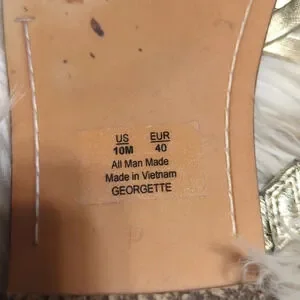 US EUR
10M 40
All Man Made
Made in Vietnam
GEORGETTE